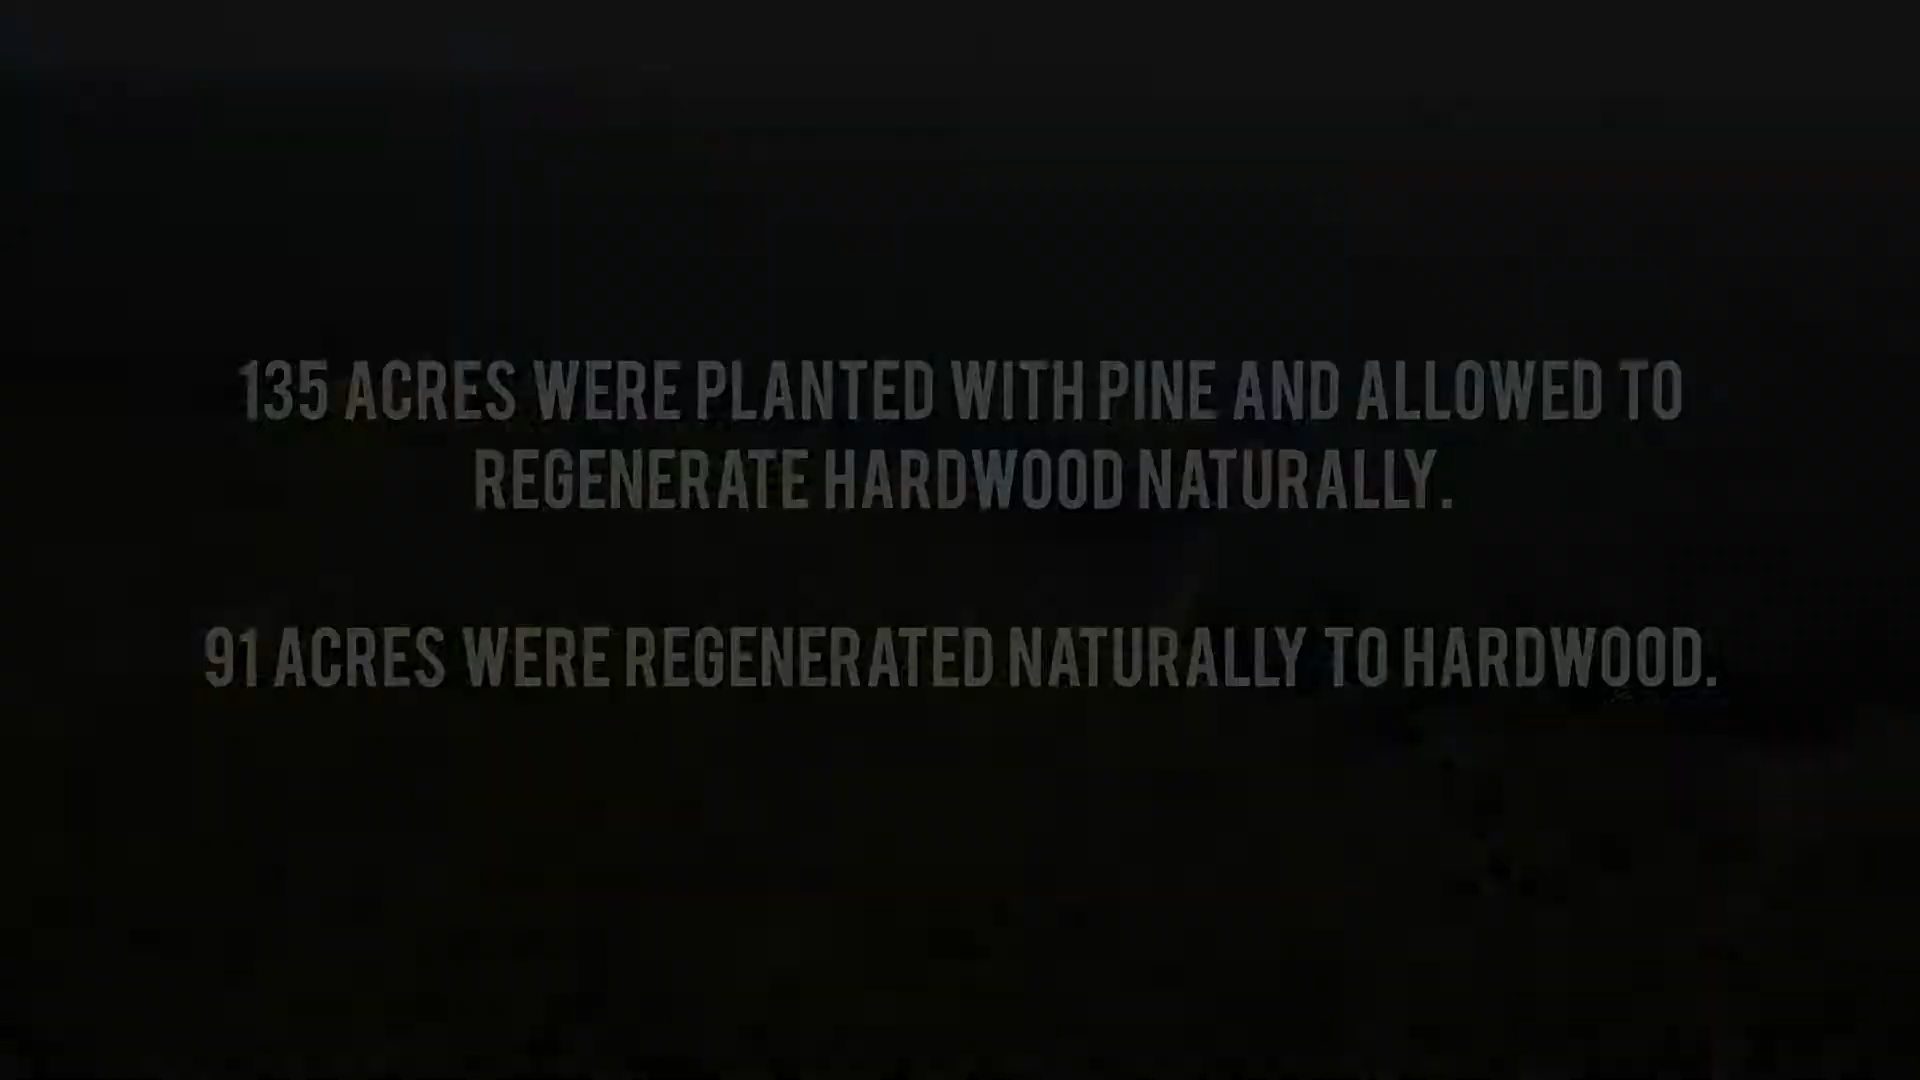 135 ACRES WERE PLANTED WITH PINE AND ALLOWED TO
REGENERATE HARDWOOD NATURALLY.
91 ACRES WERE REGENERATED NATURALLY TO HARDWOOD.